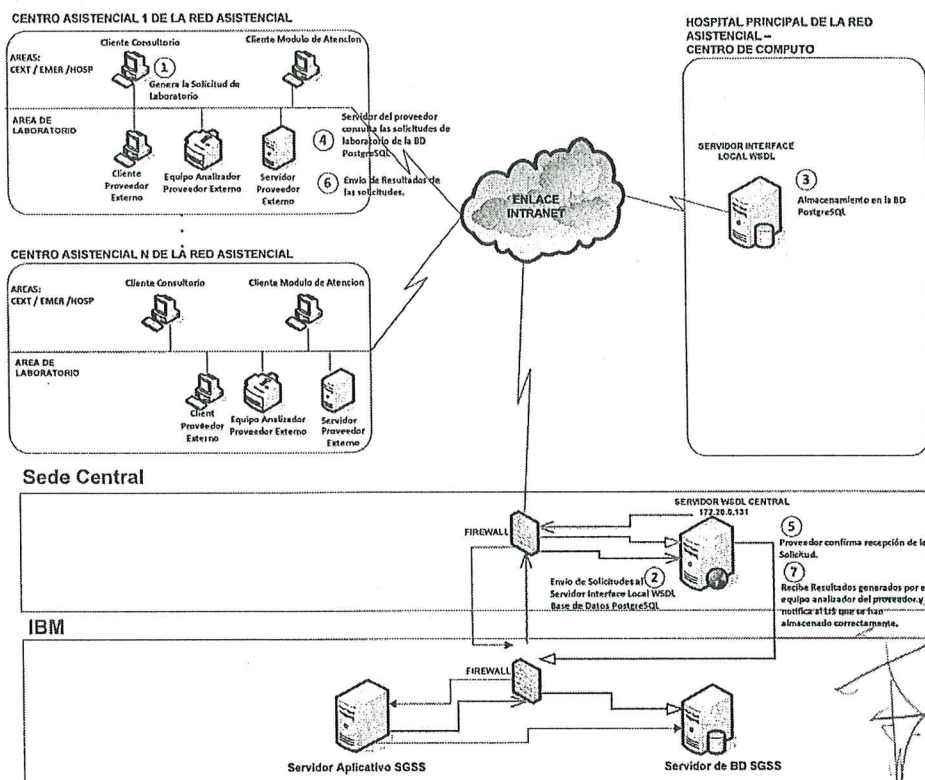 CENTRO ASISTENCIAL 1 DE LA RED ASISTENCIAL
AREAS:
CEXT / EMER /HOSP
Cliente Consultorio
1
Genera la Solicitud de
Laboratorio
Cliente Modulo de Atencion
AREA DE
LABORATORIO
Cliente
Proveedor
Externo
Equipo Analizador
Proveedor Externo
Servidor
Proveedor
Externo
4
Servidor del proveedor
consulta las solicitudes de
laboratorio de la BD
PostgreSQL
6
Envio de Resultados de
las solicitudes.
ENLACE
INTRANET
HOSPITAL PRINCIPAL DE LA RED
ASISTENCIAL –
CENTRO DE COMPUTO
SERVIDOR INTERFACE
LOCAL WSDL
3
Almacenamiento en la BD
PostgreSQL
CENTRO ASISTENCIAL N DE LA RED ASISTENCIAL
AREAS:
CEXT / EMER /HOSP
Cliente Consultorio
Cliente Modulo de Atencion
AREA DE
LABORATORIO
Client
Proveedor
Externo
Equipo Analizador
Proveedor Externo
Servidor
Proveedor
Externo
Sede Central
FIREWALL
SERVIDOR WSDL CENTRAL
172.20.0.131
2
Envio de Solicitudes al
Servidor Interface Local WSDL
Base de Datos PostgreSQL
5
Proveedor confirma recepción de la
Solicitud.
7
Recibe Resultados generados por e
equipo analizador del proveedor.y
notifica al LIS que se han
almacenado correctamente.
IBM
FIREWALL
Servidor Aplicativo SGSS
Servidor de BD SGSS